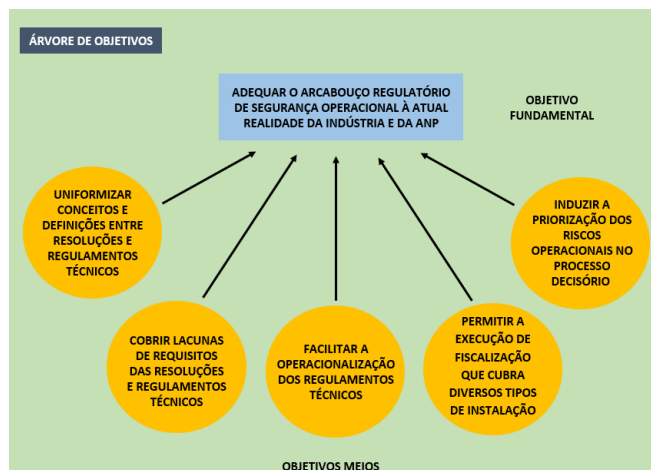 ÁRVORE DE OBJETIVOS
ADEQUAR O ARCABOUÇO REGULATÓRIO
DE SEGURANÇA OPERACIONAL À ATUAL
REALIDADE DA INDÚSTRIA E DA ANP
OBJETIVO
FUNDAMENTAL
UNIFORMIZAR
CONCEITOS E
DEFINIÇÕES ENTRE
RESOLUÇÕES E
REGULAMENTOS
TÉCNICOS
COBRIR LACUNAS
DE REQUISITOS
DAS RESOLUÇÕES
E REGULAMENTOS
TÉCNICOS
FACILITAR A
OPERACIONALIZAÇÃO
DOS REGULAMENTOS
TÉCNICOS
PERMITIR A
EXECUÇÃO DE
FISCALIZAÇÃO
QUE CUBRA
DIVERSOS TIPOS
DE INSTALAÇÃO
INDUZIR A
PRIORIZAÇÃO DOS
RISCOS
OPERACIONAIS NO
PROCESSO
DECISÓRIO
OBJETIVOS MEIOS